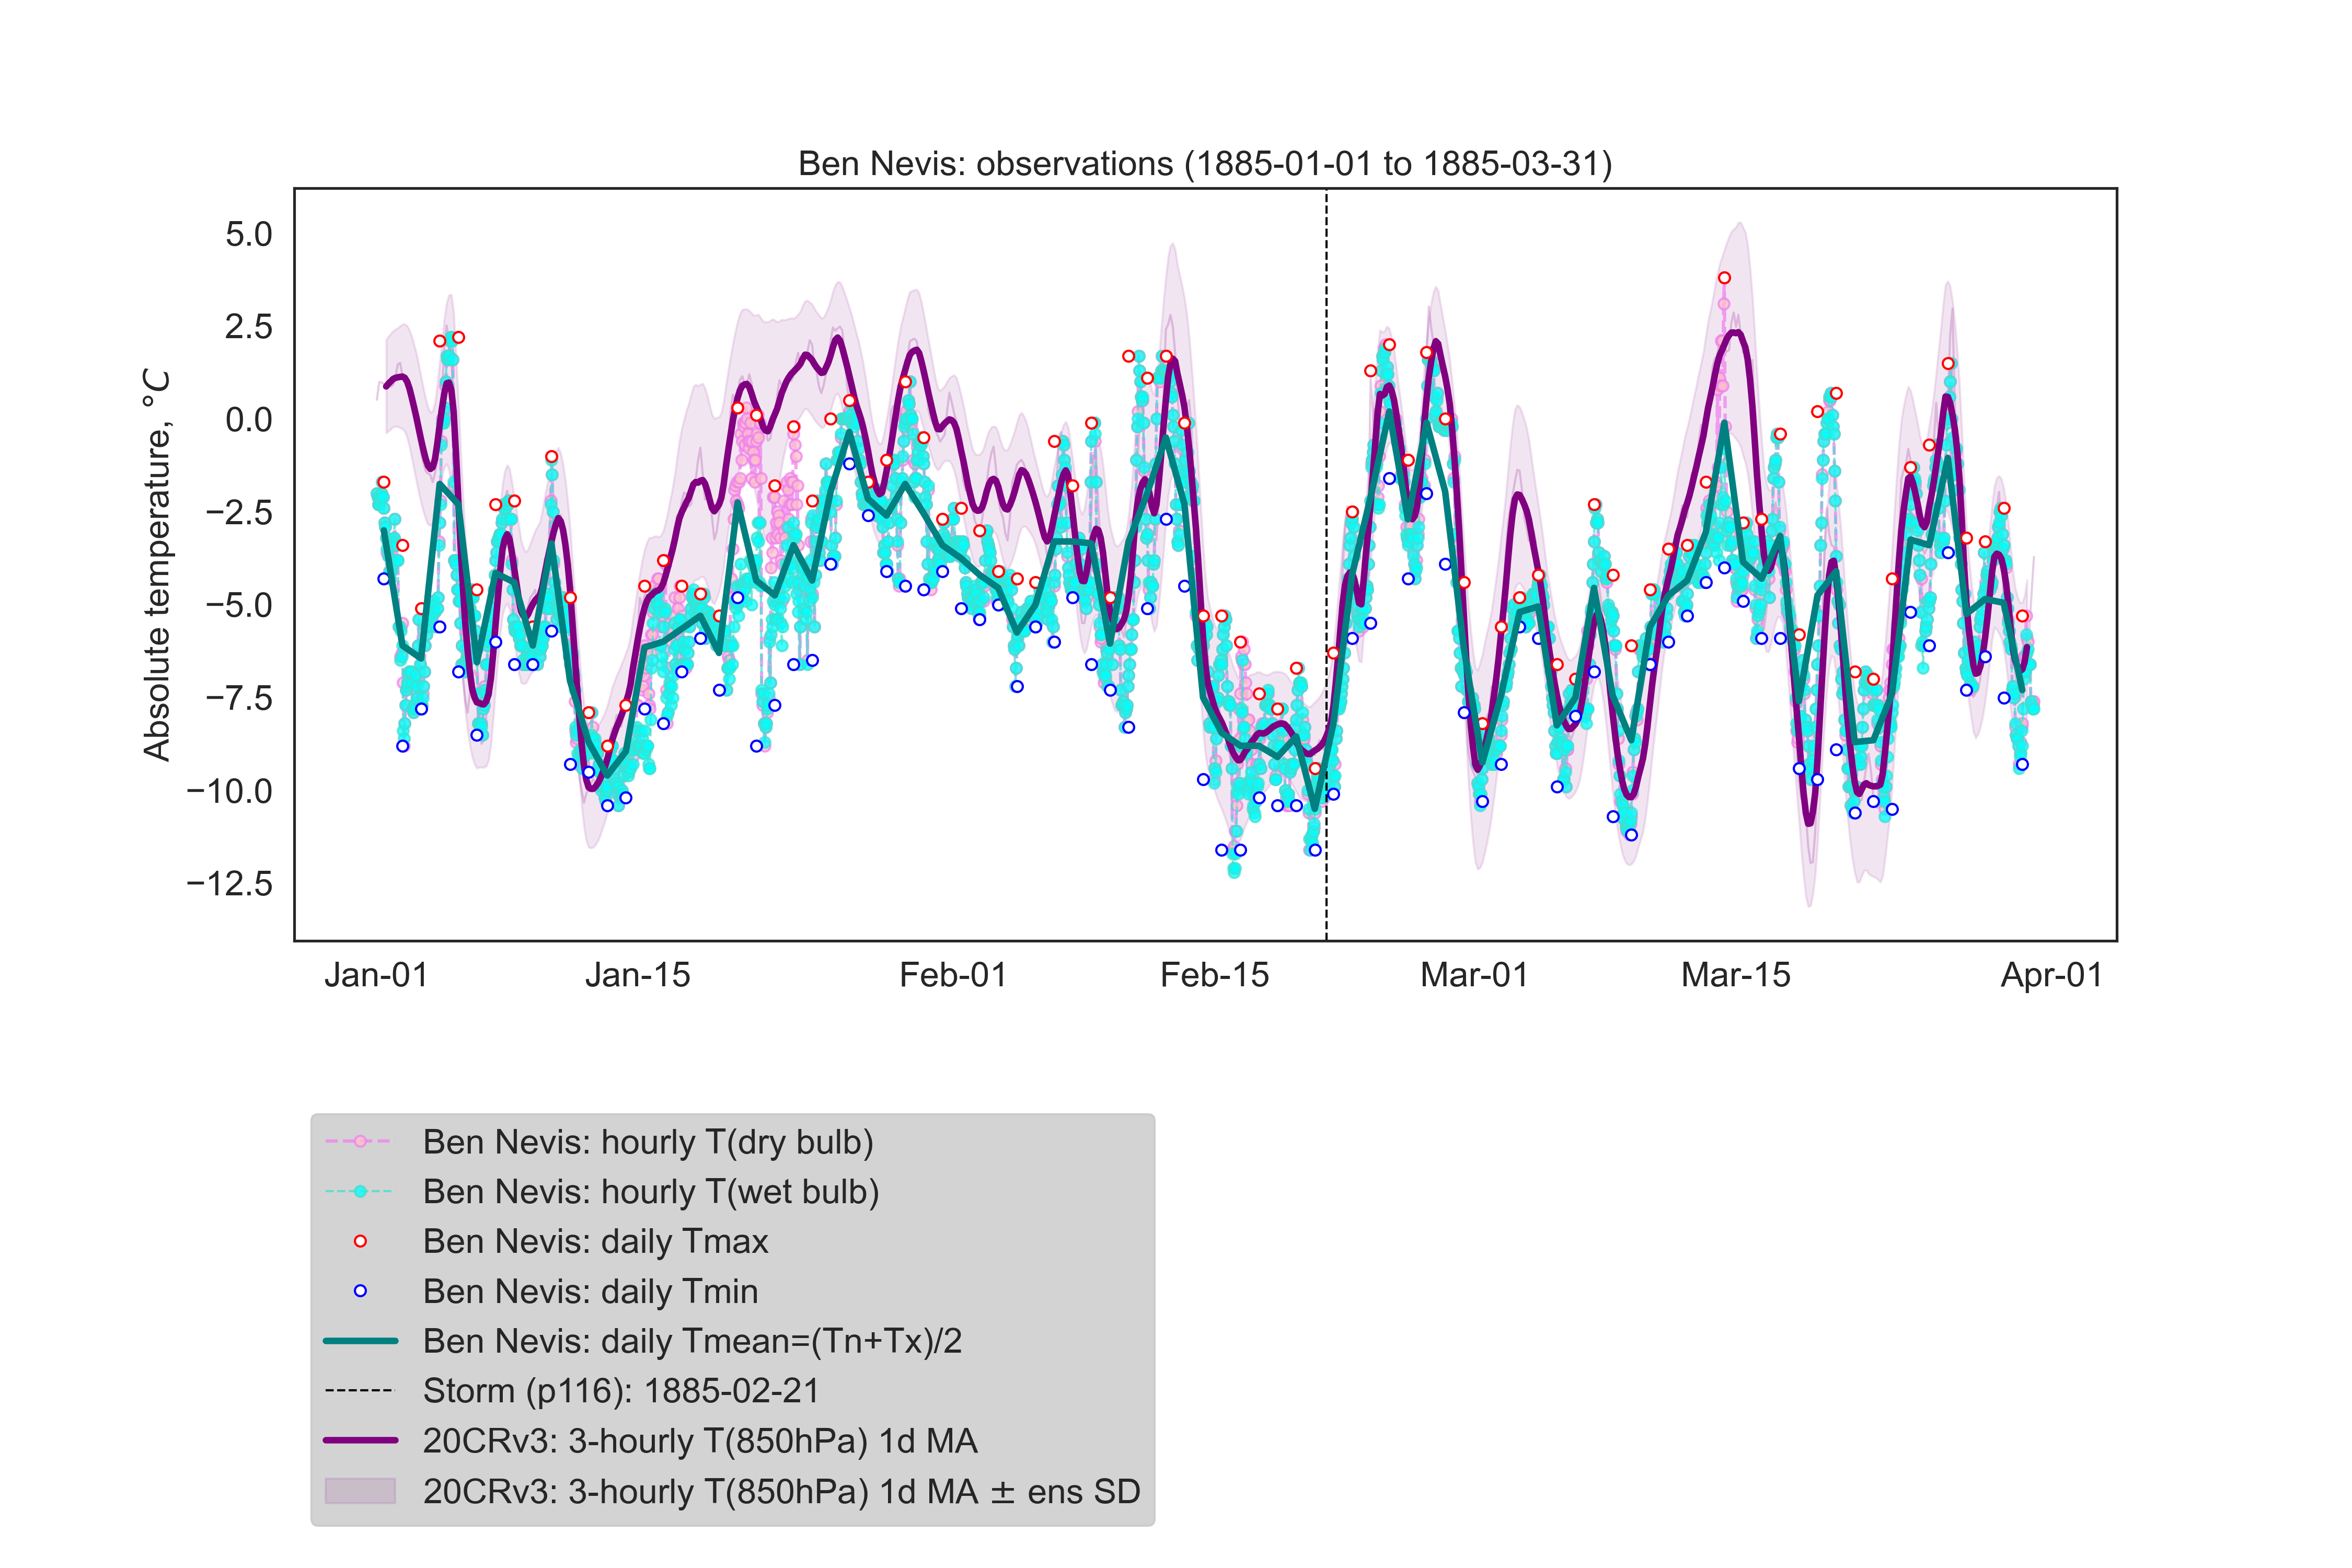 Ben Nevis: observations (1885-01-01 to 1885-03-31)
Absolute temperature, °C
5.0
2.5
0.0
−2.5
−5.0
−7.5
−10.0
−12.5
Jan-01 Jan-15 Feb-01 Feb-15 Mar-01 Mar-15 Apr-01
Ben Nevis: hourly T(dry bulb)
Ben Nevis: hourly T(wet bulb)
Ben Nevis: daily Tmax
Ben Nevis: daily Tmin
Ben Nevis: daily Tmean=(Tn+Tx)/2
Storm (p116): 1885-02-21
20CRv3: 3-hourly T(850hPa) 1d MA
20CRv3: 3-hourly T(850hPa) 1d MA ± ens SD